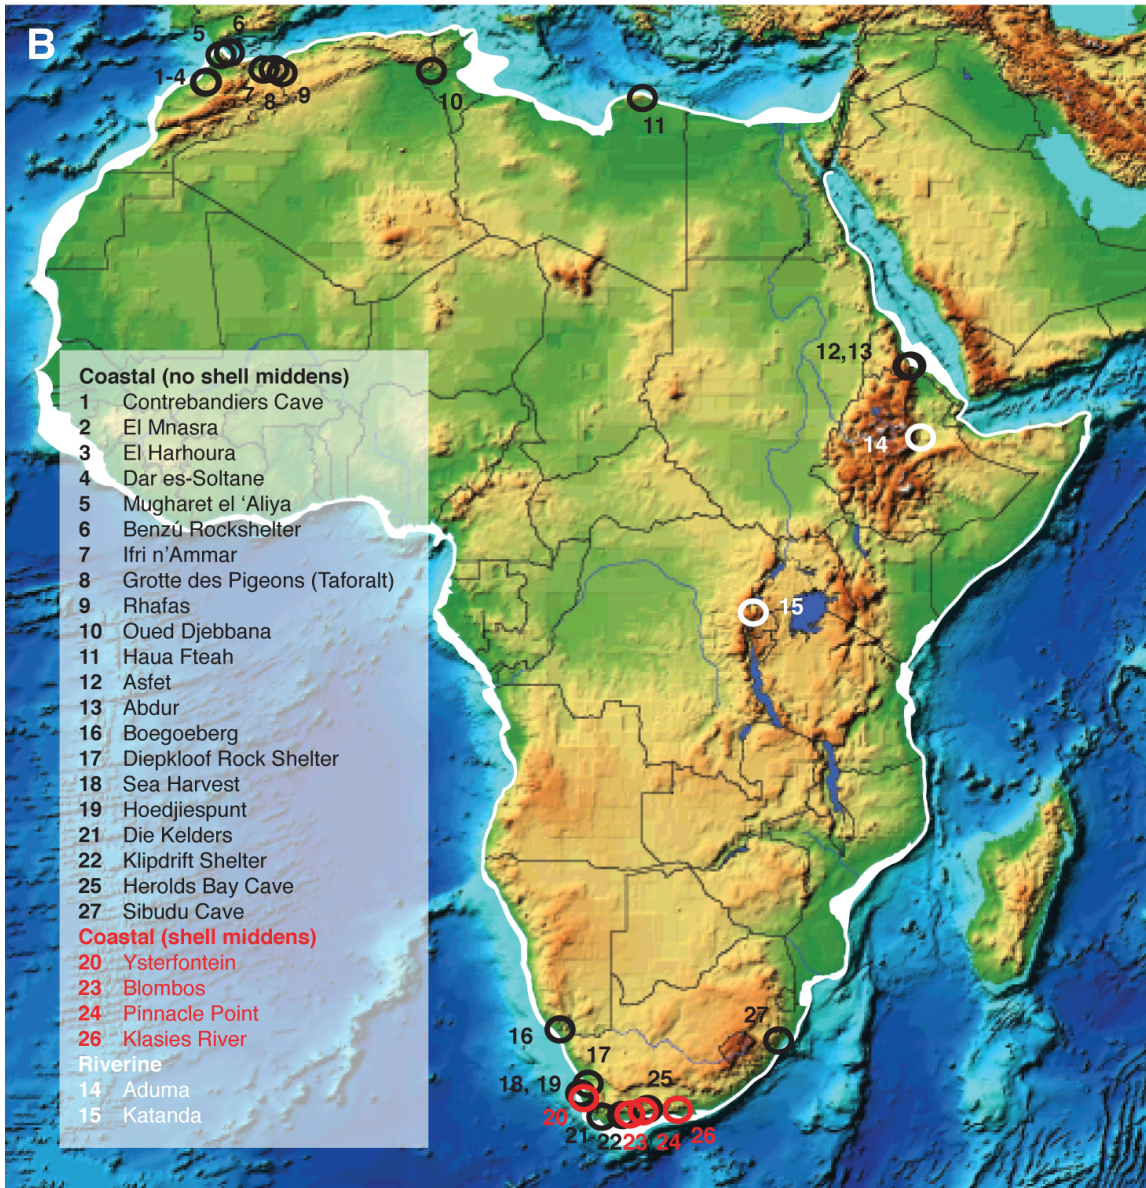 B
6
5
1-4
7
8
9
10
11
12,13
14
15
Coastal (no shell middens)
1 Contrebandiers Cave
2 El Mnasra
3 El Harhoura
4 Dar es-Soltane
5 Mugharet el ‘Aliya
6 Benzú Rockshelter
7 Ifri n’Ammar
8 Grotte des Pigeons (Taforalt)
9 Rhafas
10 Oued Djebbana
11 Haua Fteah
12 Asfet
13 Abdur
16 Boegoeberg
17 Diepkloof Rock Shelter
18 Sea Harvest
19 Hoedjiespunt
21 Die Kelders
22 Klipdrift Shelter
25 Herolds Bay Cave
27 Sibudu Cave
Coastal (shell middens)
20 Ysterfontein
23 Blombos
24 Pinnacle Point
26 Klasies River
Riverine
14 Aduma
15 Katanda
16
27
17
18, 19
25
20
21
22
23
24
26